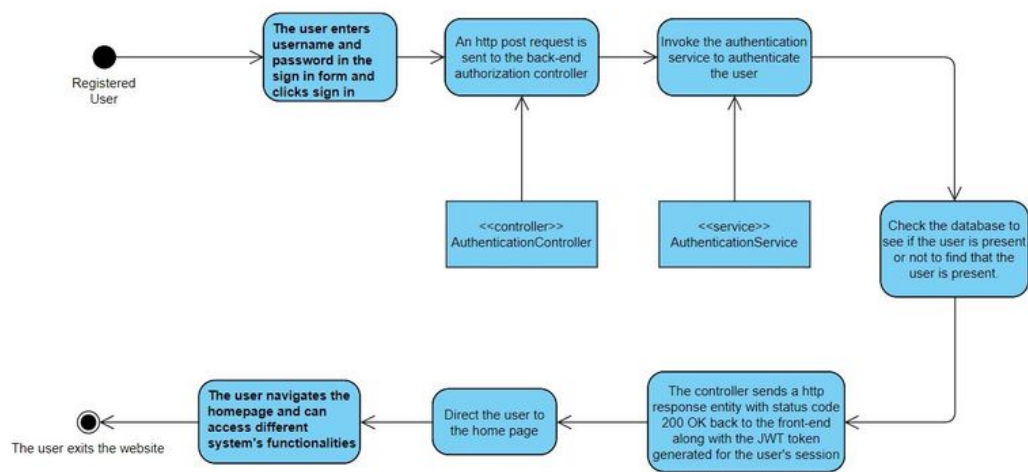 The user enters
username and
password in the
sign in form and
clicks sign in
An http post request is
sent to the back-end
authorization controller
Invoke the authentication
service to authenticate
the user
Registered
User
<<controller>>
AuthenticationController
<<service>>
AuthenticationService
Check the database to
see if the user is present
or not to find that the
user is present.
The user navigates the
homepage and can
access different
system's functionalities
Direct the user to
the home page
The controller sends a http
response entity with status code
200 OK back to the front-end
along with the JWT token
generated for the user's session
The user exits the website